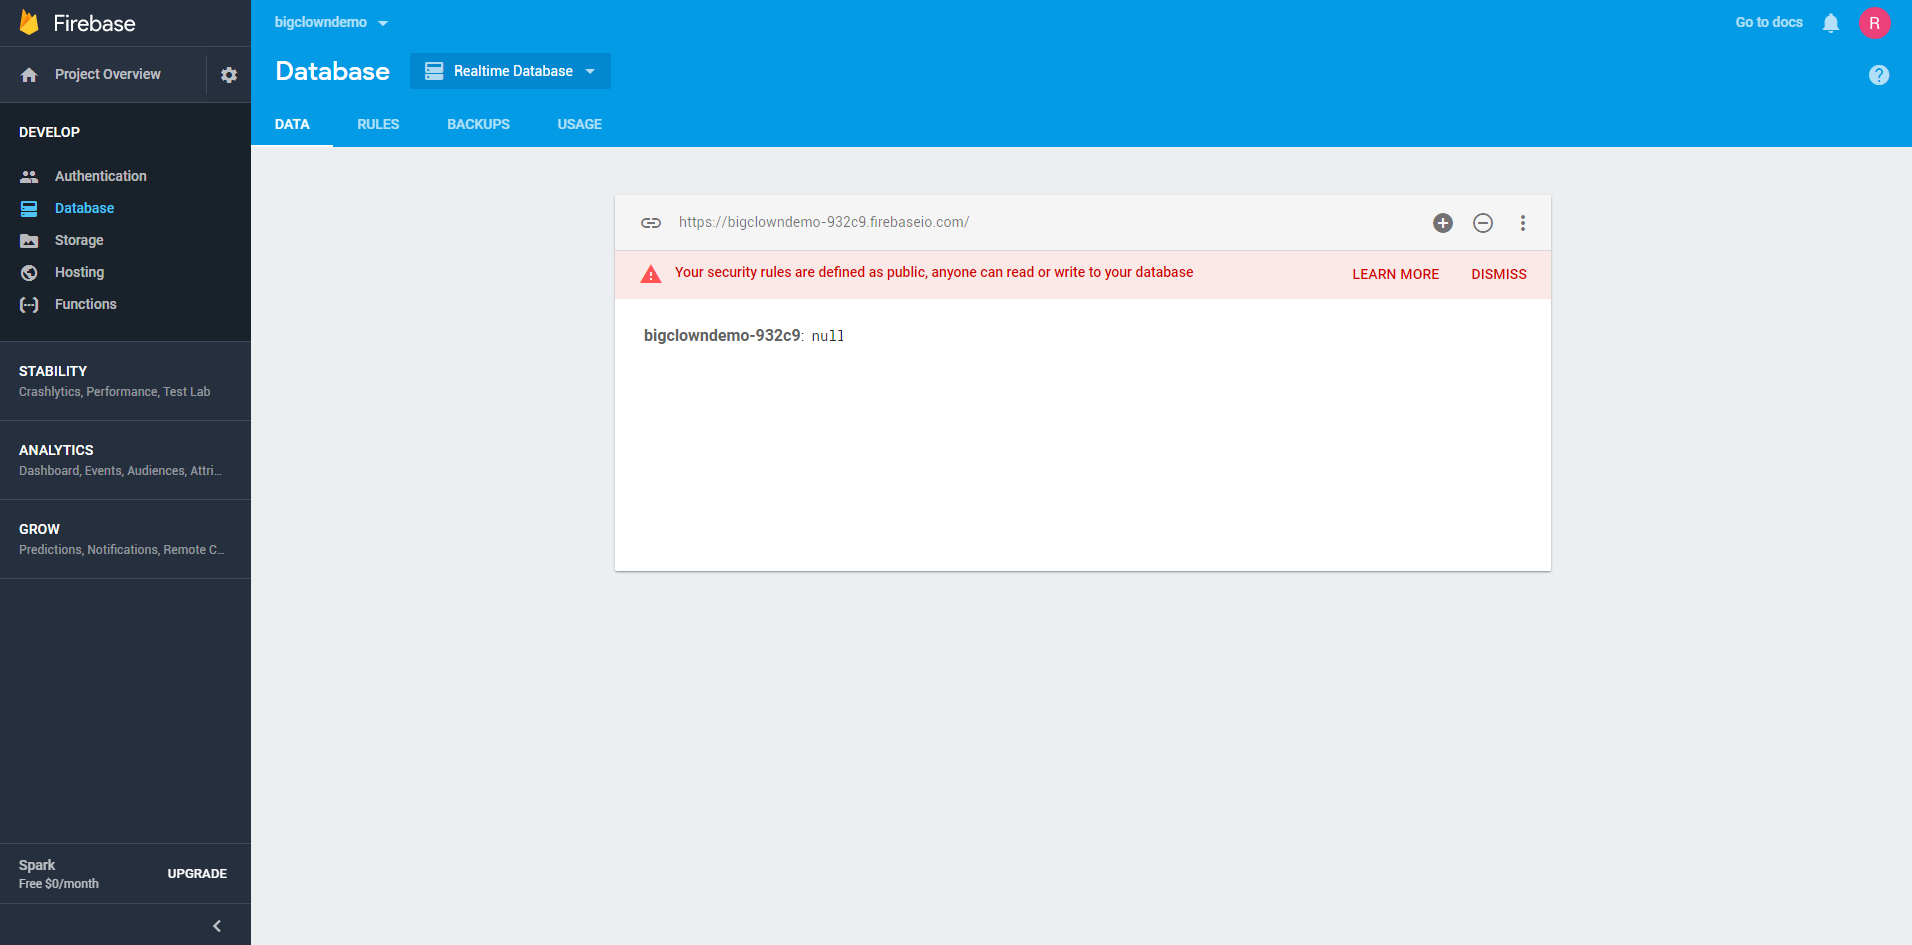 Firebase
Project Overview
DEVELOP
Authentication
Database
Storage
Hosting
Functions
STABILITY
Crashlytics, Performance, Test Lab
ANALYTICS
Dashboard, Events, Audiences, Attri...
GROW
Predictions, Notifications, Remote C...
Spark
Free $0/month
UPGRADE
bigclowndemo
Go to docs
R
Database
Realtime Database
?
DATA RULES BACKUPS USAGE
https://bigclowndemo-932c9.firebaseio.com/
Your security rules are defined as public, anyone can read or write to your database LEARN MORE DISMISS
bigclowndemo-932c9: null